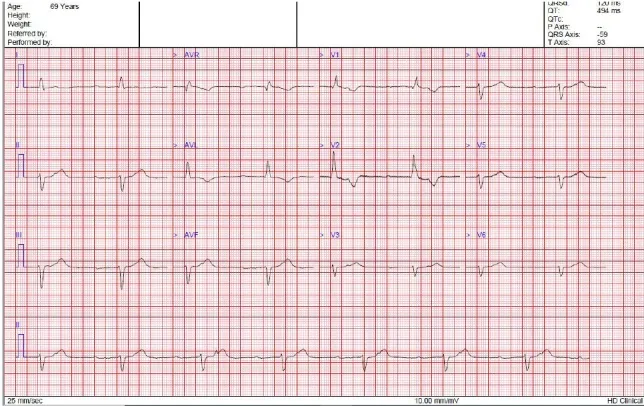 Age: 69 Years
Height:
Weight:
Referred by:
Performed by:
QRSd: 120 ms
QT: 494 ms
QTc:
P Axis: --
QRS Axis: -59
T Axis: 93
I > AVR > V1 > V4
II > AVL > V2 > V5
III > AVF > V3 > V6
II
25 mm/sec 10.00 mm/mV HD Clinical